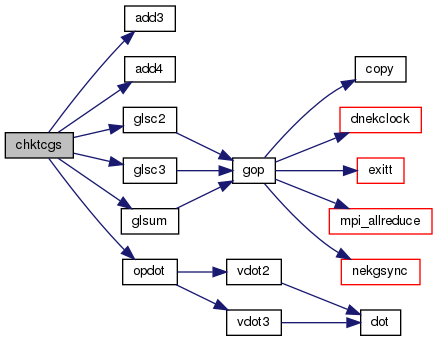 chktcgs
add3
add4
glsc2
glsc3
glsum
opdot
gop
vdot2
vdot3
copy
dnekclock
exitt
mpi_allreduce
nekgsync
dot